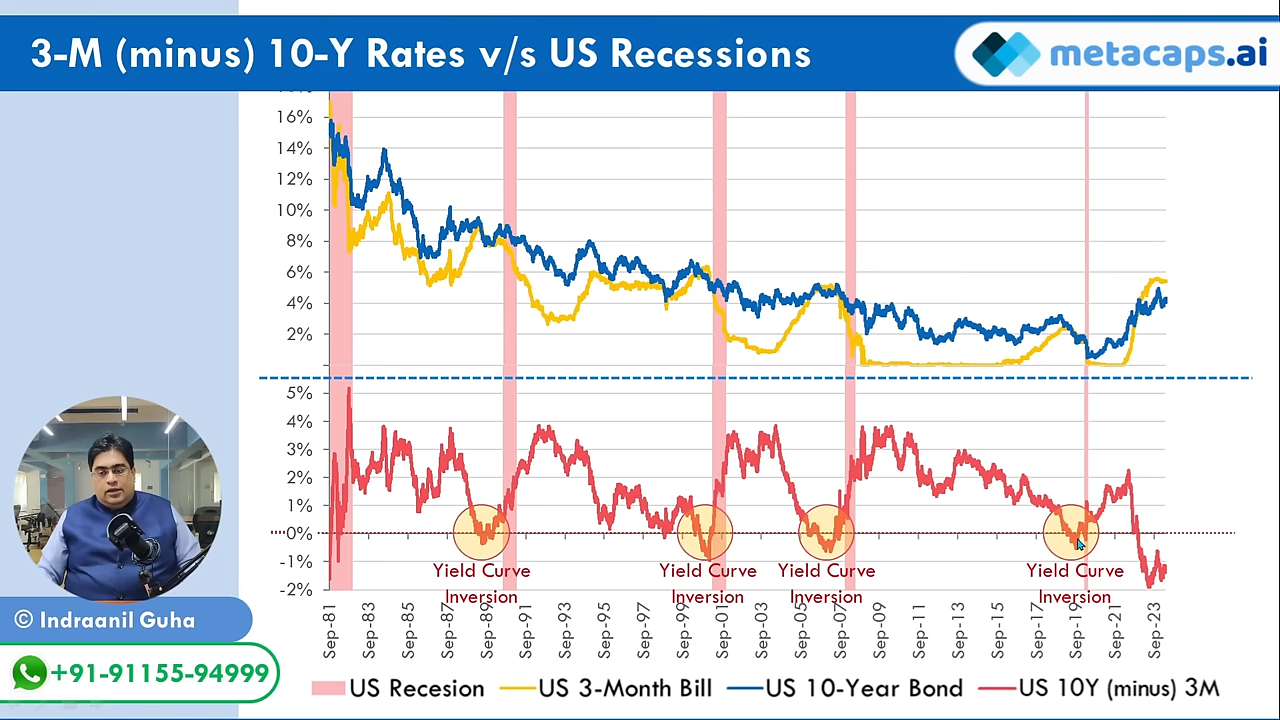 3-M (minus) 10-Y Rates v/s US Recessions
metacaps.ai
16%
14%
12%
10%
8%
6%
4%
2%
5%
4%
3%
2%
1%
0%
-1%
-2%
Yield Curve
Inversion
Yield Curve
Inversion
Yield Curve
Inversion
Yield Curve
Inversion
Sep-81
Sep-83
Sep-85
Sep-87
Sep-89
Sep-91
Sep-93
Sep-95
Sep-97
Sep-99
Sep-01
Sep-03
Sep-05
Sep-07
Sep-09
Sep-11
Sep-13
Sep-15
Sep-17
Sep-19
Sep-21
Sep-23
© Indraanil Guha
+91-91155-94999
US Recesion
US 3-Month Bill
US 10-Year Bond
US 10Y (minus) 3M